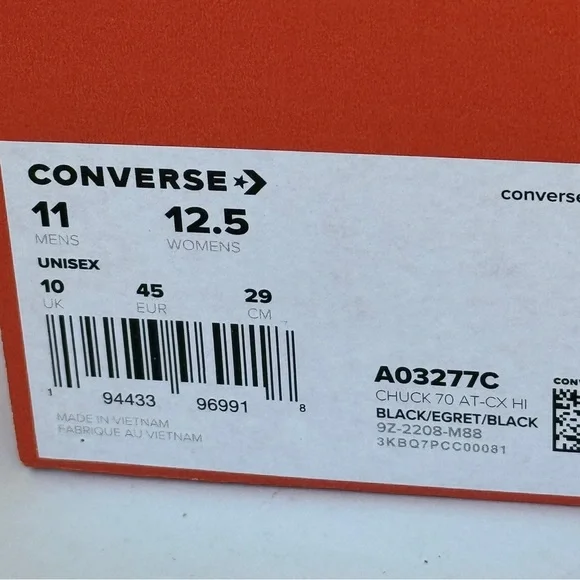 CONVERSE
converse
11 12.5
MENS WOMENS
UNISEX
10 45 29
UK EUR CM
1 94433 96991 8
MADE IN VIETNAM
FABRIQUE AU VIETNAM
A03277C
CHUCK 70 AT-CX HI
BLACK/EGRET/BLACK
9Z-2208-M88
3KBQ7PCC00081